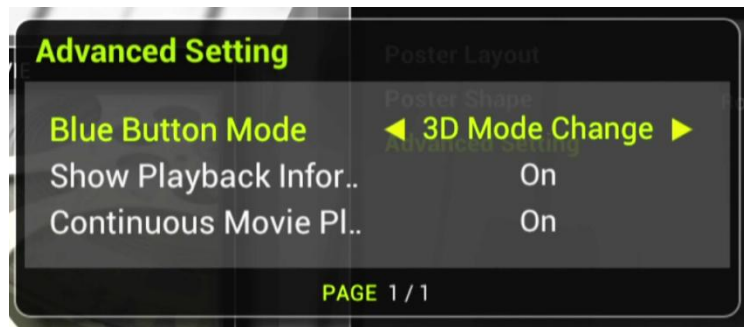 Advanced Setting
Poster Layout
Poster Shape
Advanced Setting
Blue Button Mode ◀ 3D Mode Change ▶
Show Playback Infor.. On
Continuous Movie Pl.. On
PAGE 1 / 1